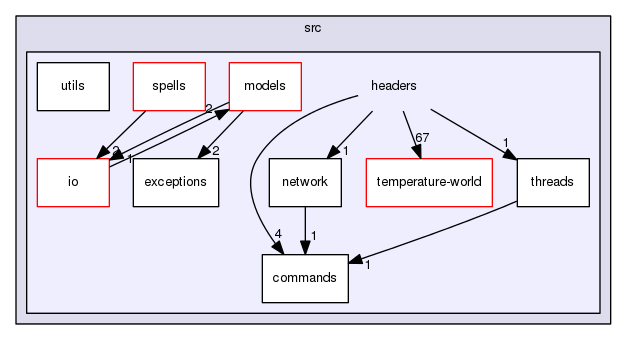 src
utils
spells
models
headers
2
2
1
2
1
67
1
io
exceptions
network
temperature-world
threads
4
1
1
commands